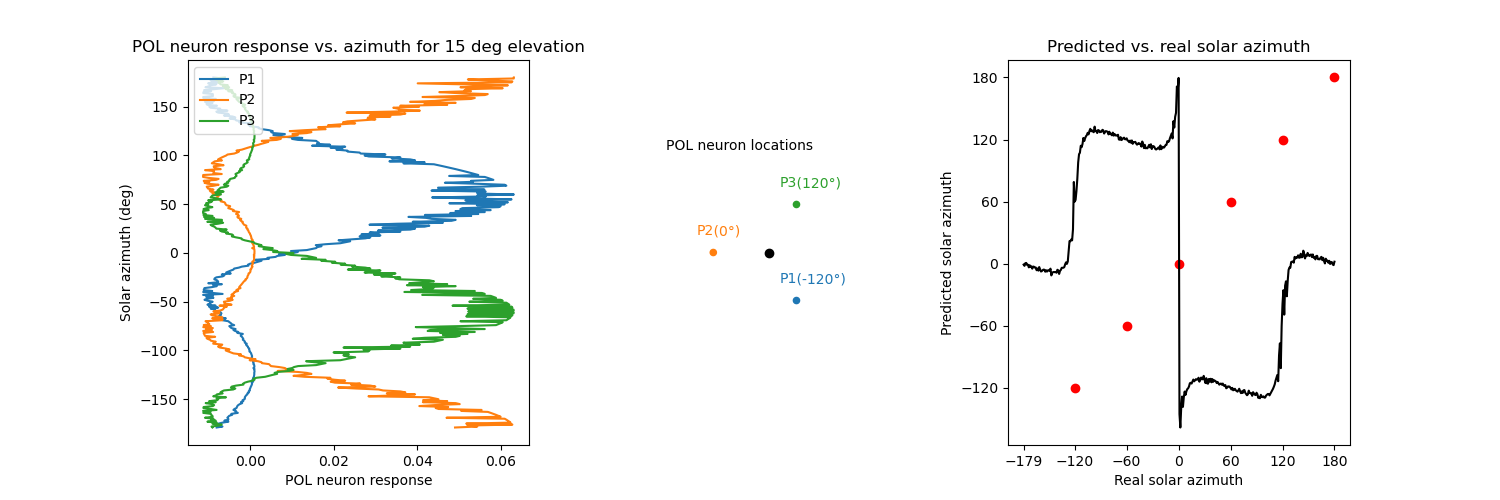 POL neuron response vs. azimuth for 15 deg elevation
P1
P2
P3
150
100
50
0
−50
−100
−150
Solar azimuth (deg)
0.00
0.02
0.04
0.06
POL neuron response
POL neuron locations
P3(120°)
P2(0°)
P1(-120°)
Predicted vs. real solar azimuth
180
120
60
0
−60
−120
Predicted solar azimuth
−179
−120
−60
0
60
120
180
Real solar azimuth